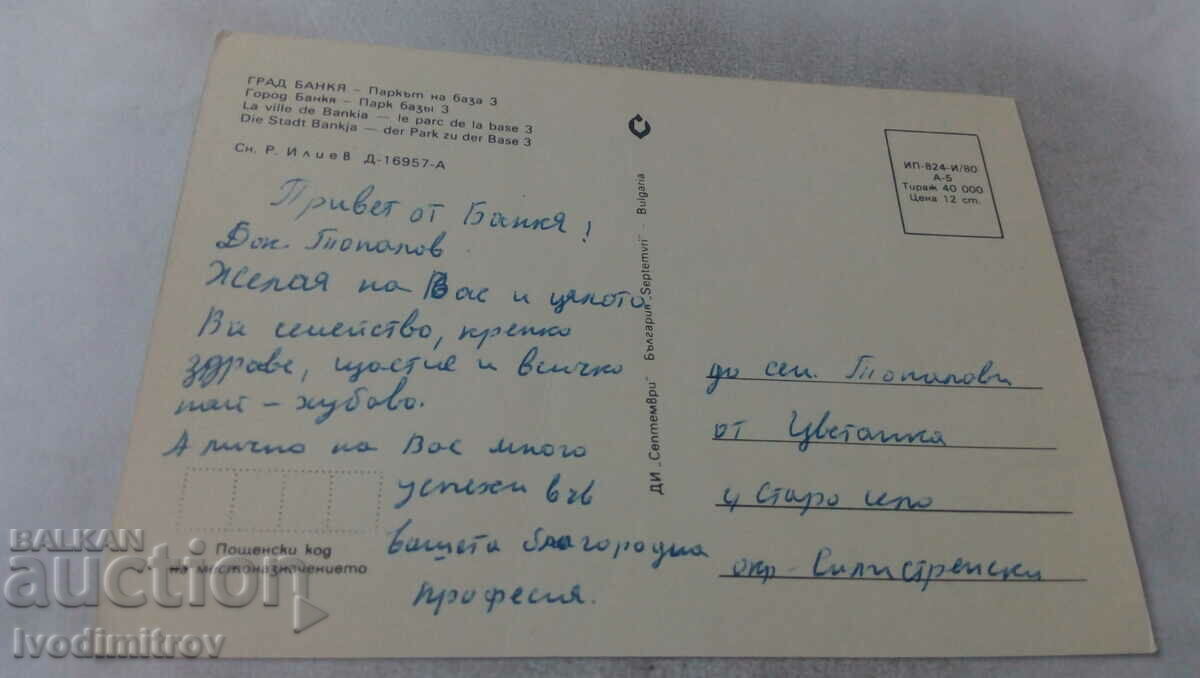 ГРАД БАНКЯ – Паркът на база 3
Город Банкя – Парк базы 3
La ville de Bankia — le parc de la base 3
Die Stadt Bankja — der Park zu der Base 3
Сн. Р. Илиев Д-16957-А
Привет от Банкя!
Док. Топалов
Желая на Вас и цялото
Ви семейство, крепко
здраве, щастие и всичко
най-хубаво.
А лично на Вас много
успехи във
вашета благородна
професия.
Пощенски код
на местоназначението
ДИ „Септември" България „Septemvri" - Bulgaria
ИП-824-И/80
А-5
Тираж 40 000
Цена 12 ст.
до сем. Топалови
от Цветанка
с Старо село
окр - Силистренски
BALKAN
auction
Ivodimitrov